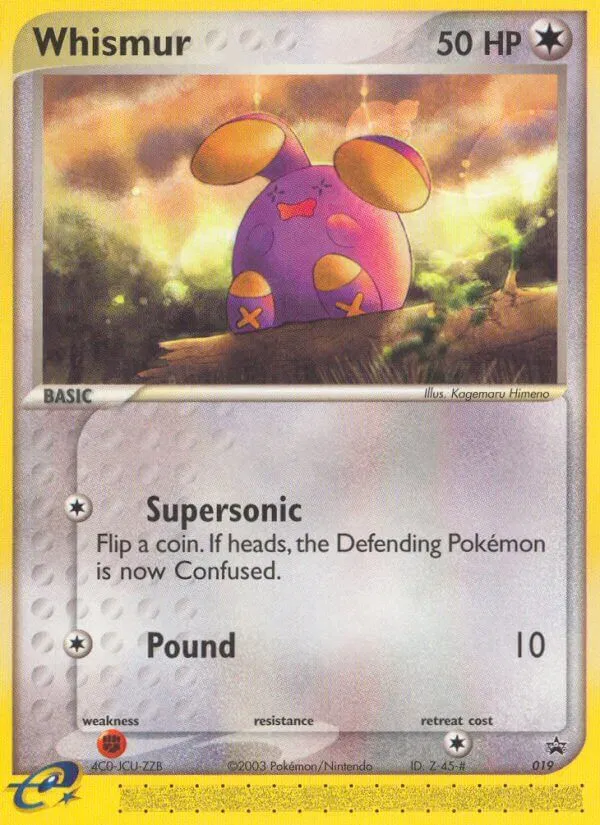 Whismur
50 HP
BASIC
Illus. Kagemaru Himeno
Supersonic
Flip a coin. If heads, the Defending Pokémon
is now Confused.
Pound 10
weakness resistance retreat cost
4C0-JCU-ZZB ©2003 Pokémon/Nintendo ID. Z-45-# 019
e